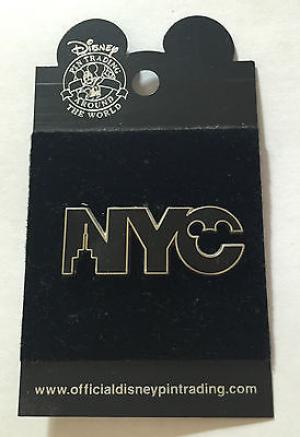 Disney
PIN TRADING
AROUND
THE WORLD
NYC
www.officialdisneypintrading.com